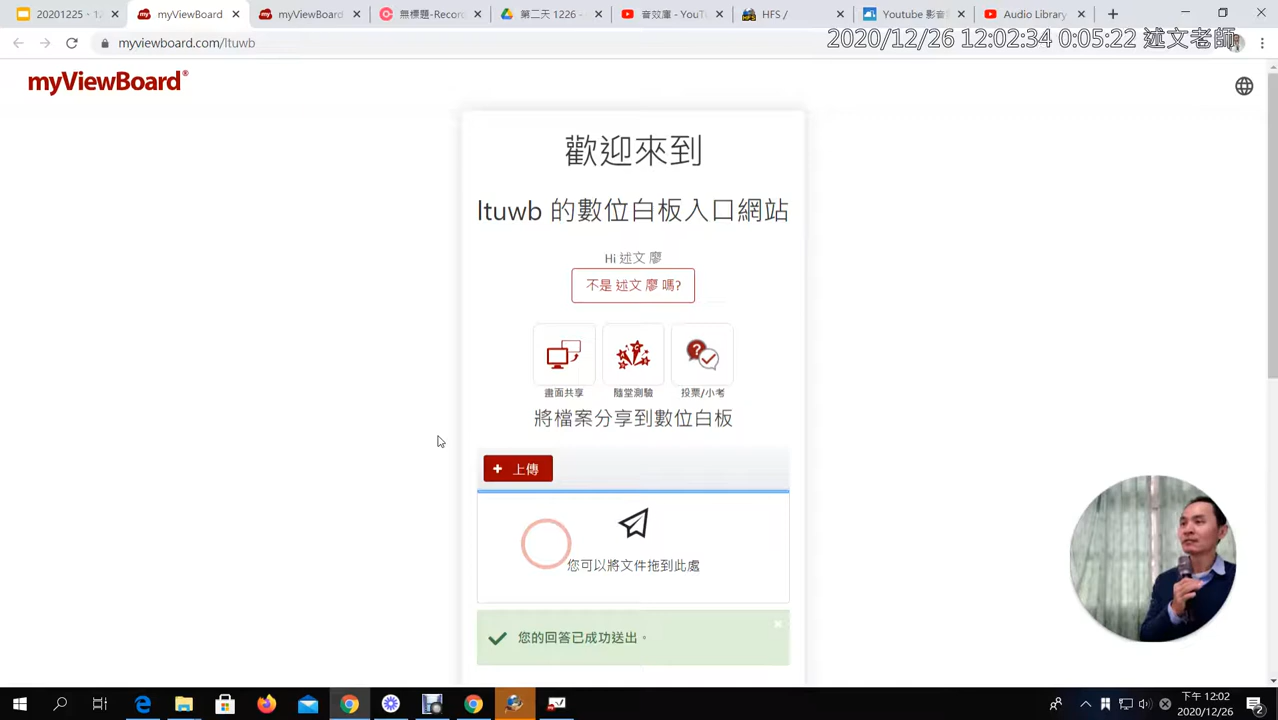 20201225 ~
myViewBoard
myViewBoard
無標題-Recor
第二天 1226
音效庫 - YouTu
HFS /
Youtube 影音
Audio Library
myviewboard.com/ltuwb
2020/12/26 12:02:34 0:05:22 述文老師
myViewBoard®
歡迎來到
ltuwb 的數位白板入口網站
Hi 述文 廖
不是 述文 廖 嗎?
畫面共享
隨堂測驗
投票/小考
將檔案分享到數位白板
+ 上傳
您可以將文件拖到此處
您的回答已成功送出。
下午 12:02
2020/12/26
2